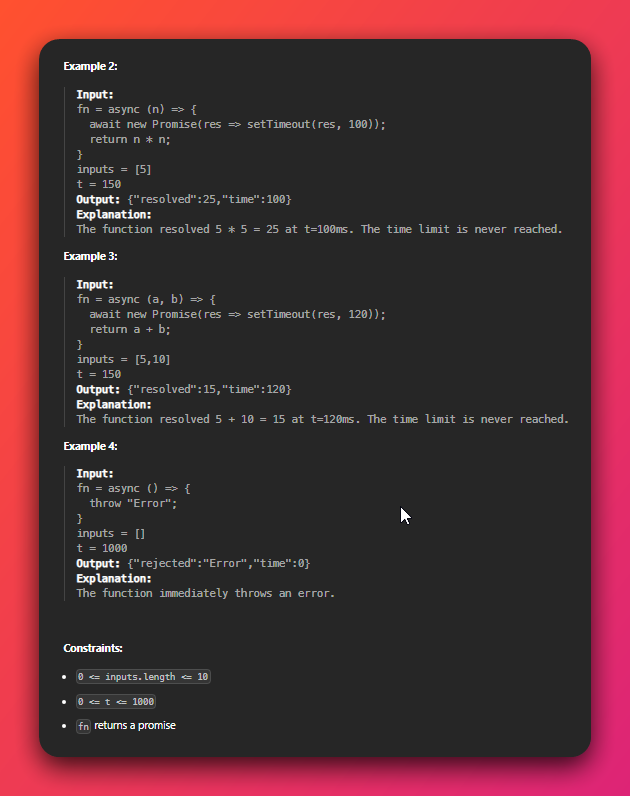 Example 2:
Input:
fn = async (n) => {
  await new Promise(res => setTimeout(res, 100));
  return n * n;
}
inputs = [5]
t = 150
Output: {"resolved":25,"time":100}
Explanation:
The function resolved 5 * 5 = 25 at t=100ms. The time limit is never reached.
Example 3:
Input:
fn = async (a, b) => {
  await new Promise(res => setTimeout(res, 120));
  return a + b;
}
inputs = [5,10]
t = 150
Output: {"resolved":15,"time":120}
Explanation:
The function resolved 5 + 10 = 15 at t=120ms. The time limit is never reached.
Example 4:
Input:
fn = async () => {
  throw "Error";
}
inputs = []
t = 1000
Output: {"rejected":"Error","time":0}
Explanation:
The function immediately throws an error.
Constraints:
• 0 <= inputs.length <= 10
• 0 <= t <= 1000
• fn returns a promise